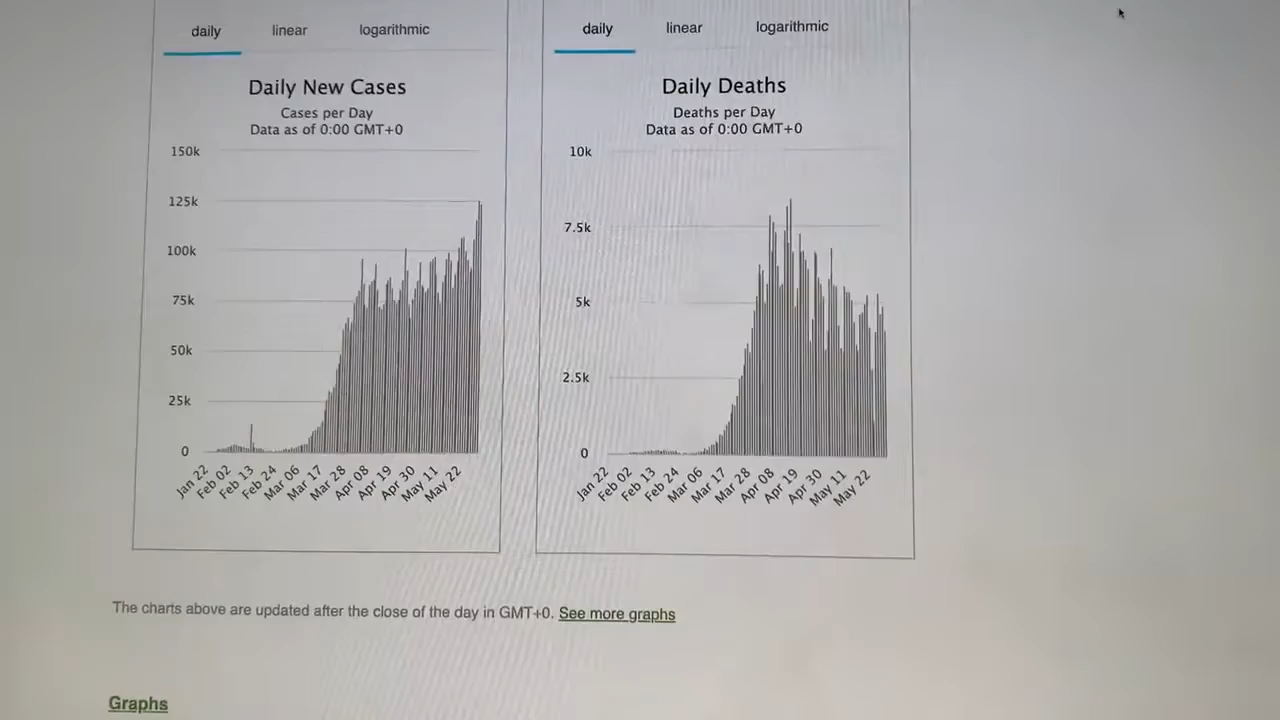 daily linear logarithmic
Daily New Cases
Cases per Day
Data as of 0:00 GMT+0
150k
125k
100k
75k
50k
25k
0
Jan 22
Feb 02
Feb 13
Feb 24
Mar 06
Mar 17
Mar 28
Apr 08
Apr 19
Apr 30
May 11
May 22
daily linear logarithmic
Daily Deaths
Deaths per Day
Data as of 0:00 GMT+0
10k
7.5k
5k
2.5k
0
Jan 22
Feb 02
Feb 13
Feb 24
Mar 06
Mar 17
Mar 28
Apr 08
Apr 19
Apr 30
May 11
May 22
The charts above are updated after the close of the day in GMT+0. See more graphs
Graphs